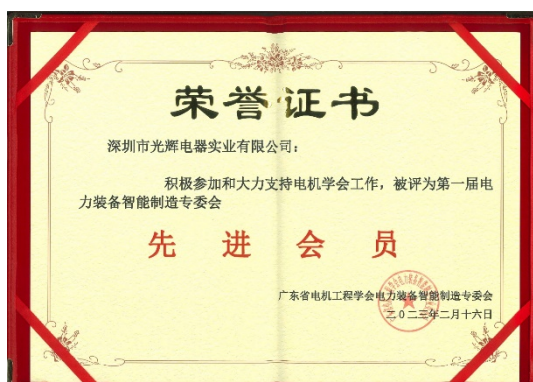 荣誉证书
深圳市光辉电器实业有限公司：
积极参加和大力支持电机学会工作，被评为第一届电
力装备智能制造专委会
先进会员
广东省电机工程学会电力装备智能制造专委会
二0二三年二月十六日